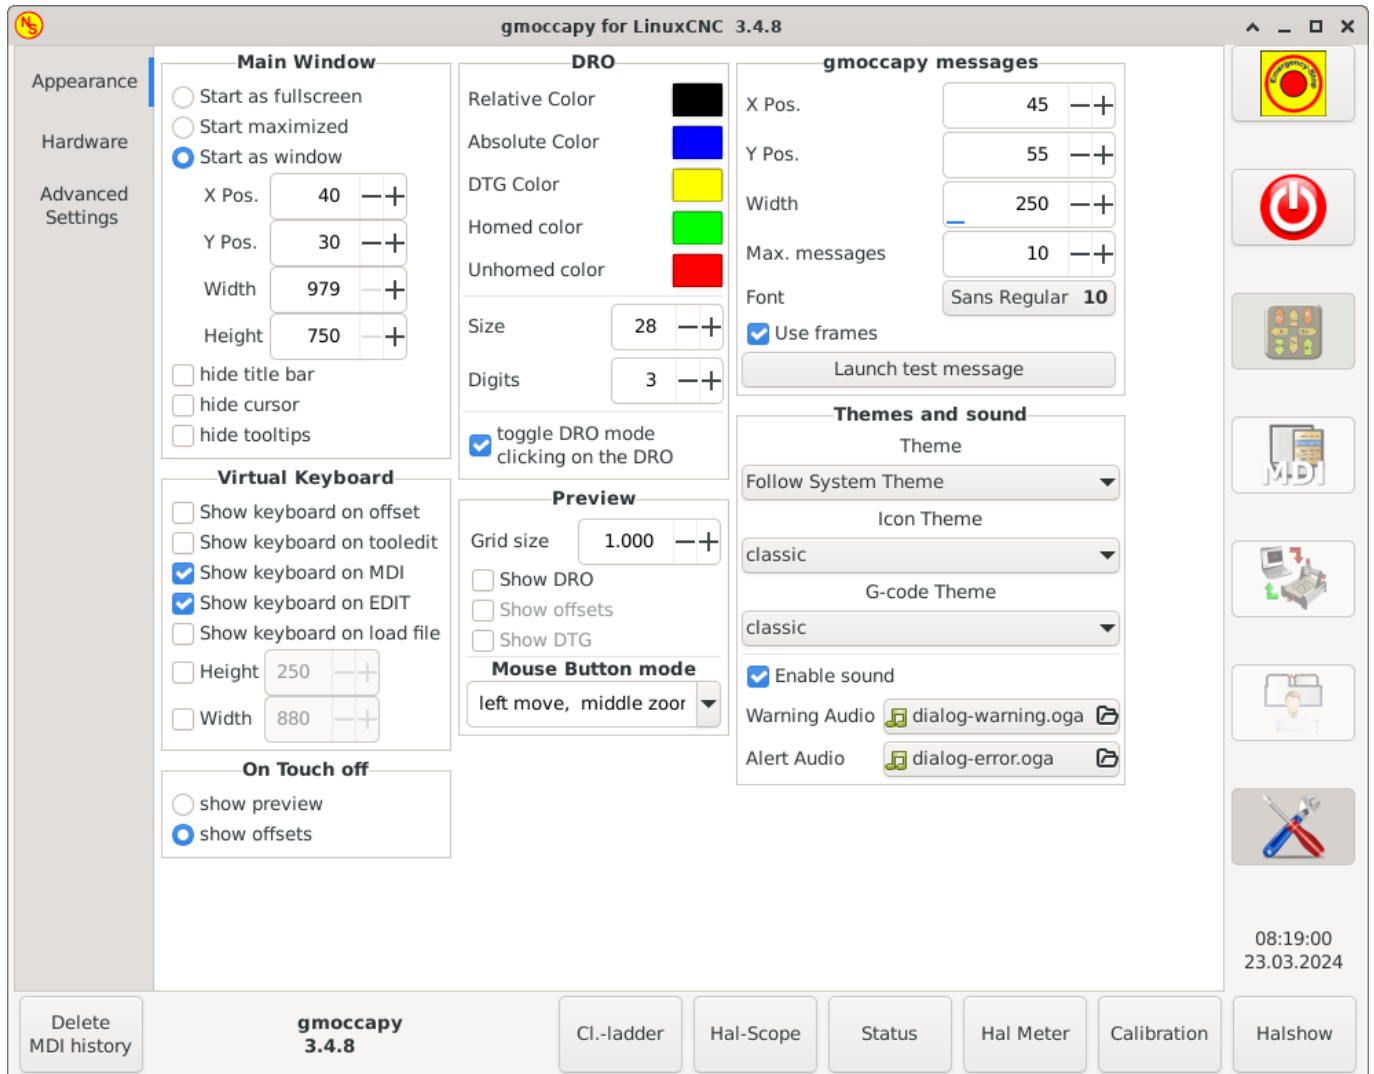 NS
gmoccapy for LinuxCNC 3.4.8
Appearance
Hardware
Advanced
Settings
Main Window
Start as fullscreen
Start maximized
Start as window
X Pos. 40
Y Pos. 30
Width 979
Height 750
hide title bar
hide cursor
hide tooltips
Virtual Keyboard
Show keyboard on offset
Show keyboard on tooledit
Show keyboard on MDI
Show keyboard on EDIT
Show keyboard on load file
Height 250
Width 880
On Touch off
show preview
show offsets
DRO
Relative Color
Absolute Color
DTG Color
Homed color
Unhomed color
Size 28
Digits 3
toggle DRO mode
clicking on the DRO
Preview
Grid size 1.000
Show DRO
Show offsets
Show DTG
Mouse Button mode
left move, middle zoor
gmoccapy messages
X Pos. 45
Y Pos. 55
Width 250
Max. messages 10
Font Sans Regular 10
Use frames
Launch test message
Themes and sound
Theme
Follow System Theme
Icon Theme
classic
G-code Theme
classic
Enable sound
Warning Audio dialog-warning.oga
Alert Audio dialog-error.oga
Emergency-Stop
MDI
08:19:00
23.03.2024
Delete
MDI history
gmoccapy
3.4.8
Cl.-ladder
Hal-Scope
Status
Hal Meter
Calibration
Halshow